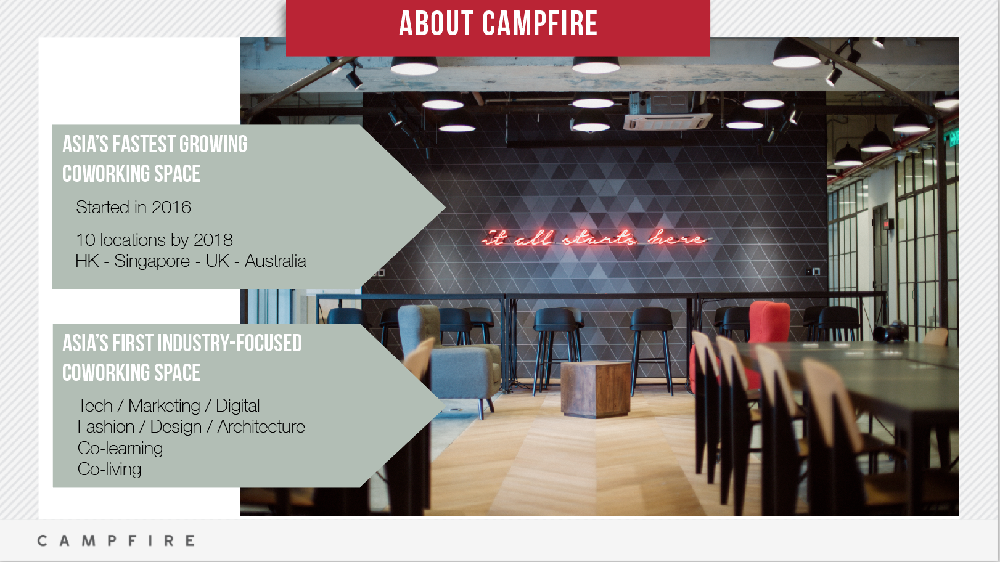 ABOUT CAMPFIRE
ASIA'S FASTEST GROWING
COWORKING SPACE
Started in 2016
10 locations by 2018
HK - Singapore - UK - Australia
it all starts here
ASIA'S FIRST INDUSTRY-FOCUSED
COWORKING SPACE
Tech / Marketing / Digital
Fashion / Design / Architecture
Co-learning
Co-living
CAMPFIRE